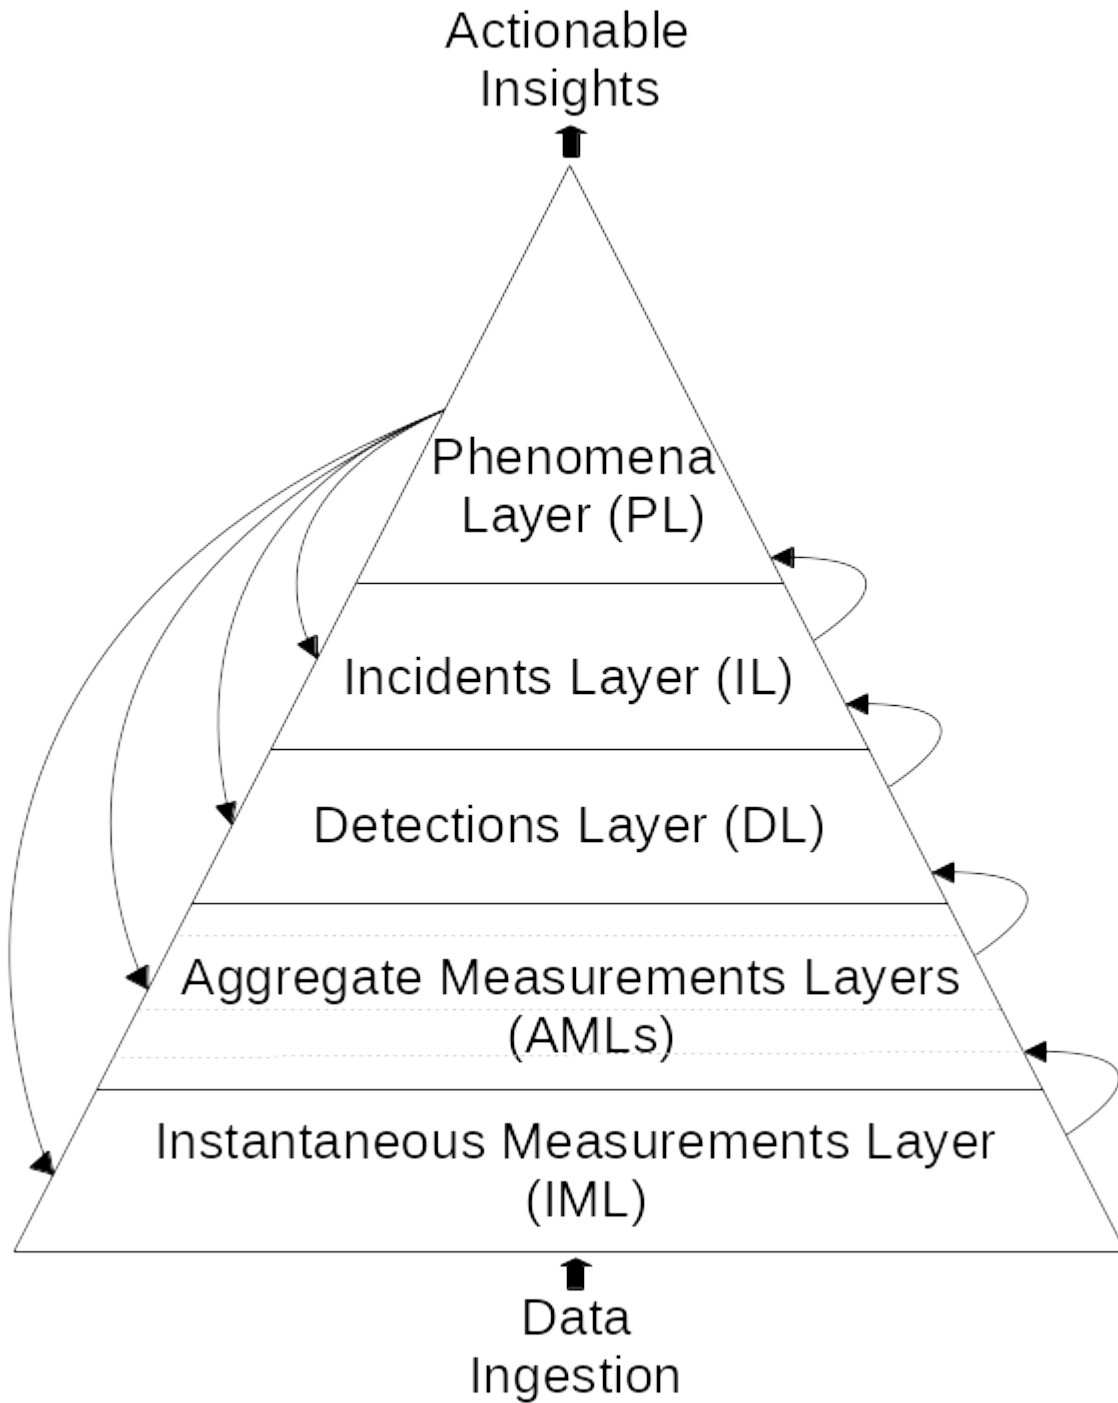 Actionable
Insights
Phenomena
Layer (PL)
Incidents Layer (IL)
Detections Layer (DL)
Aggregate Measurements Layers
(AMLs)
Instantaneous Measurements Layer
(IML)
Data
Ingestion